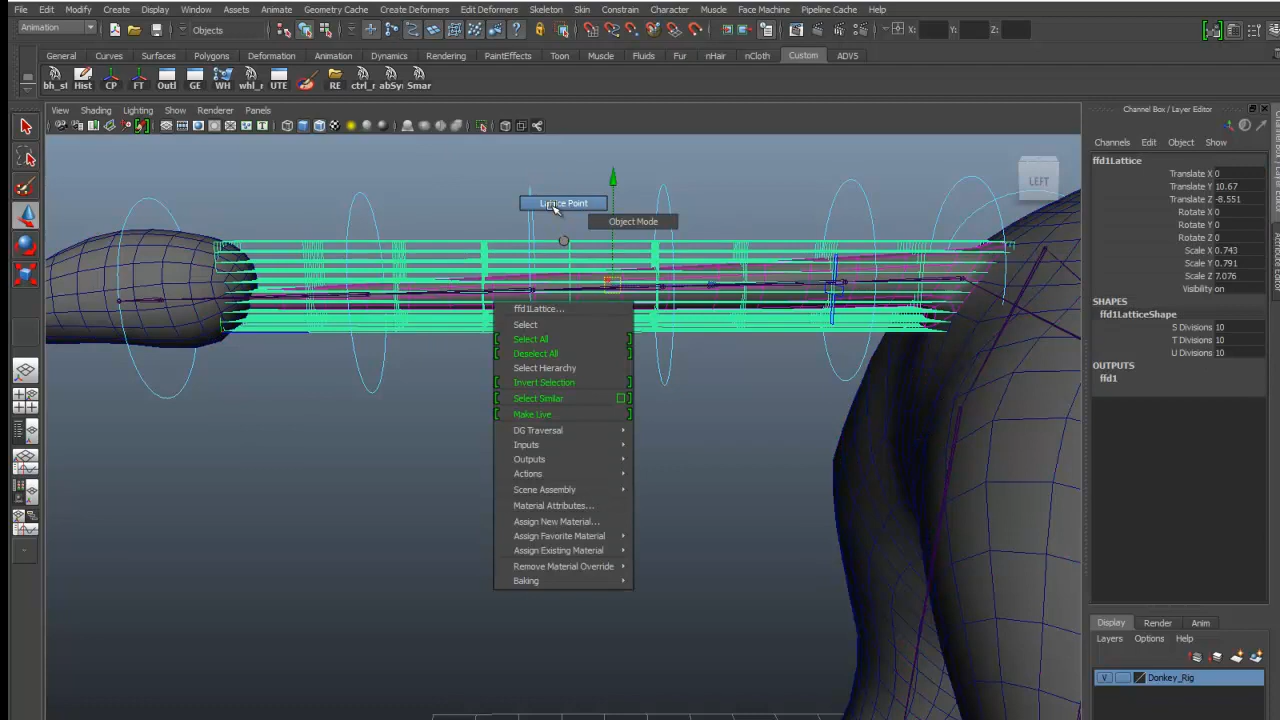 File Edit Modify Create Display Window Assets Animate Geometry Cache Create Deformers Edit Deformers Skeleton Skin Constrain Character Muscle Face Machine Pipeline Cache Help
Animation Objects X: Y: Z:
General Curves Surfaces Polygons Deformation Animation Dynamics Rendering PaintEffects Toon Muscle Fluids Fur nHair nCloth Custom ADV5
bh_sl Hist CP FT Outl GE WH whl_r UTE RE ctrl_r abSy Smar
View Shading Lighting Show Renderer Panels
Channel Box / Layer Editor
Channels Edit Object Show
ffd1Lattice
Translate X 0
Translate Y 10.67
Translate Z -8.551
Rotate X 0
Rotate Y 0
Rotate Z 0
Scale X 0.743
Scale Y 0.791
Scale Z 7.076
Visibility on
SHAPES
ffd1LatticeShape
S Divisions 10
T Divisions 10
U Divisions 10
OUTPUTS
ffd1
LEFT
Lattice Point
Object Mode
ffd1Lattice...
Select
Select All
Deselect All
Select Hierarchy
Invert Selection
Select Similar
Make Live
DG Traversal
Inputs
Outputs
Actions
Scene Assembly
Material Attributes...
Assign New Material...
Assign Favorite Material
Assign Existing Material
Remove Material Override
Baking
Display Render Anim
Layers Options Help
V Donkey_Rig